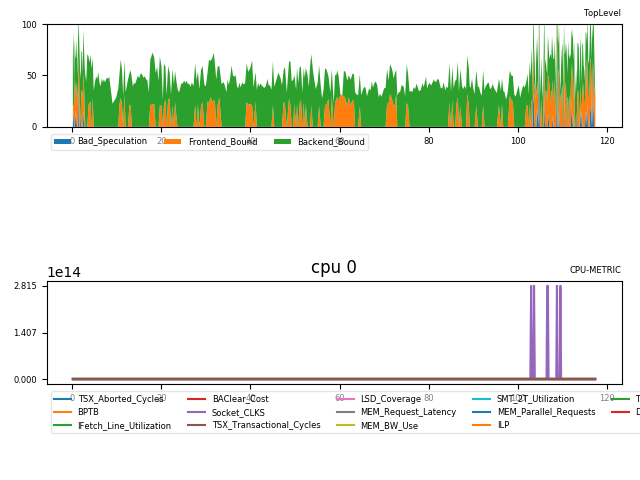 TopLevel
100
50
0
0 20 40 60 80 100 120
Bad_Speculation Frontend_Bound Backend_Bound
cpu 0
1e14
CPU-METRIC
2.815
1.407
0.000
0 20 40 60 80 100 120
TSX_Aborted_Cycles BAClear_Cost LSD_Coverage SMT_2T_Utilization T
BPTB Socket_CLKS MEM_Request_Latency MEM_Parallel_Requests D
IFetch_Line_Utilization TSX_Transactional_Cycles MEM_BW_Use ILP